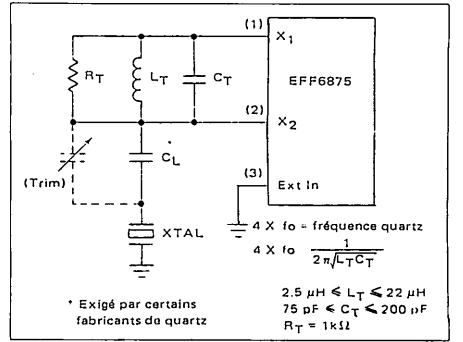 (1)
X1
RT
LT
CT
EFF6875
(2)
X2
*
CL
(Trim)
(3)
Ext In
XTAL
4 X fo = fréquence quartz
4 X fo 1
2π√LTCT
* Exigé par certains
fabricants de quartz
2.5 µH ⩽ LT ⩽ 22 µH
75 pF ⩽ CT ⩽ 200 pF
RT = 1kΩ